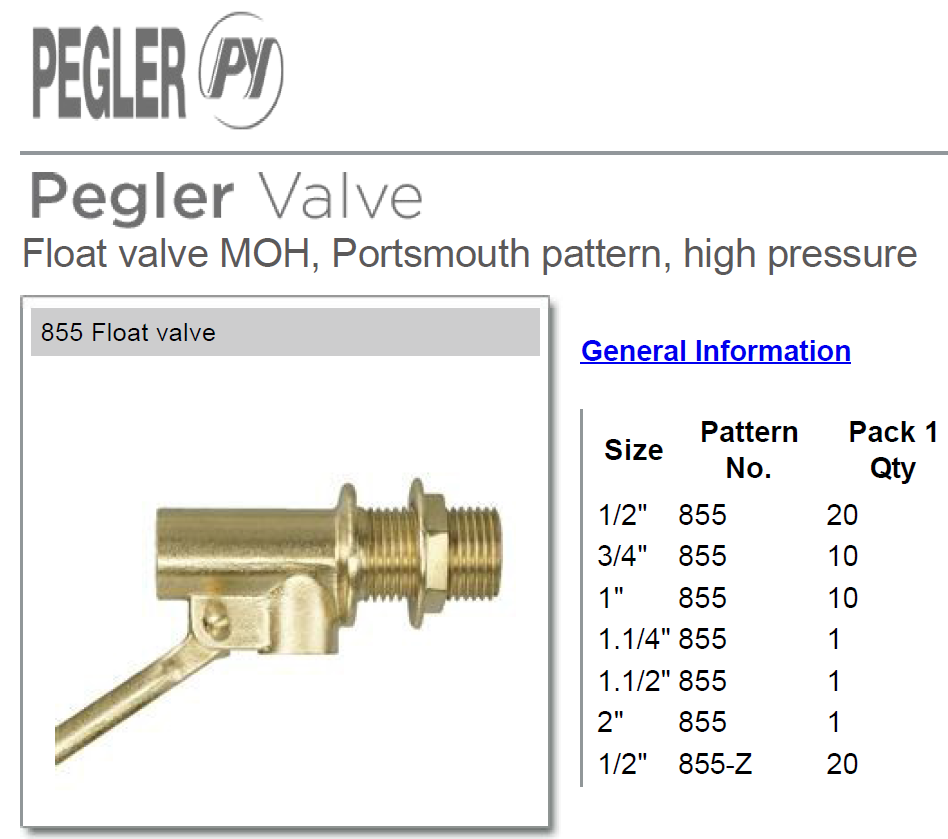 PEGLER PY
Pegler Valve
Float valve MOH, Portsmouth pattern, high pressure
855 Float valve
General Information
Size Pattern No. Pack 1 Qty
1/2" 855 20
3/4" 855 10
1" 855 10
1.1/4" 855 1
1.1/2" 855 1
2" 855 1
1/2" 855-Z 20